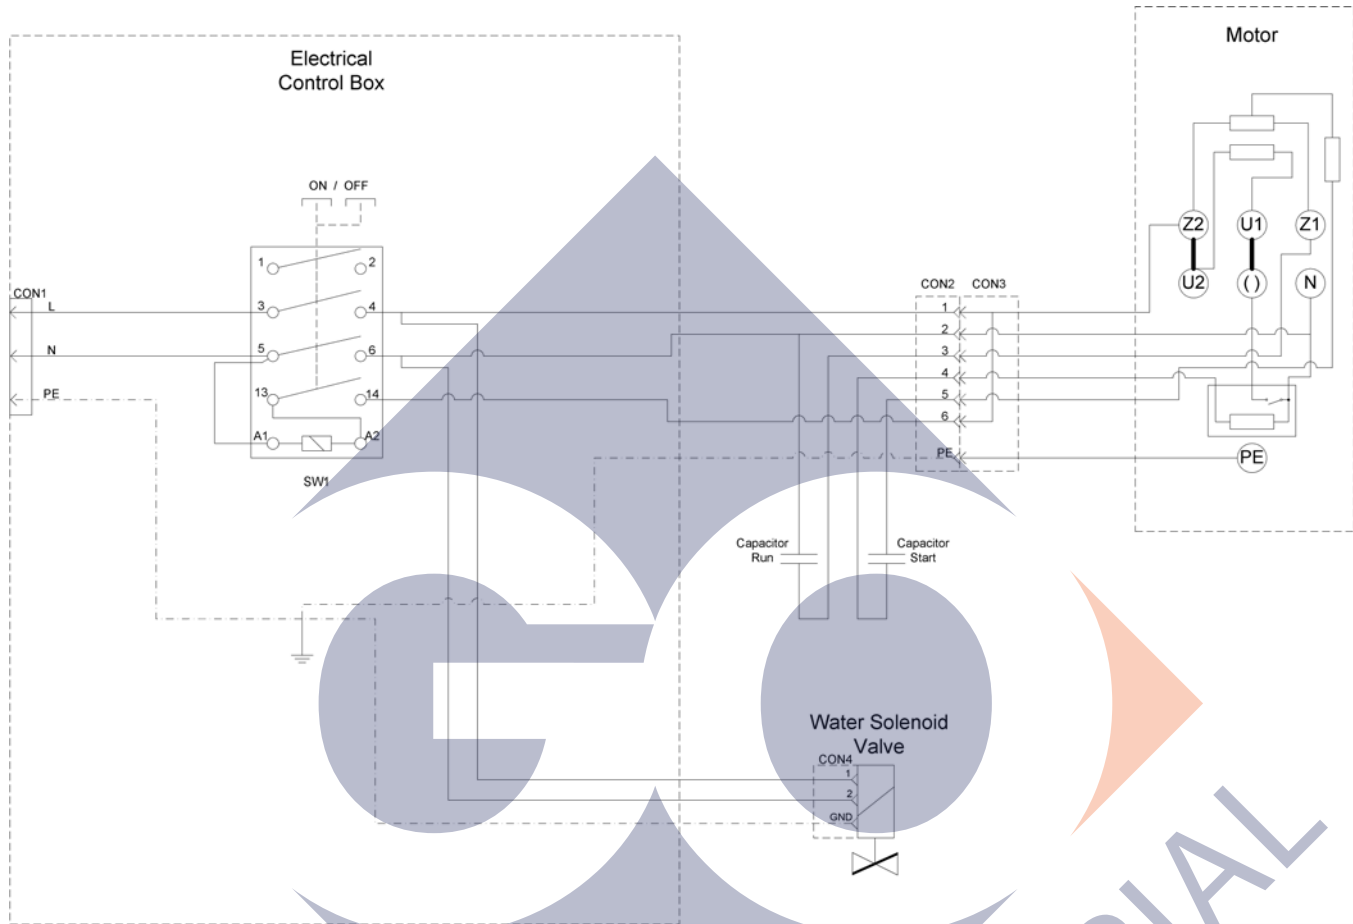 Electrical
Control Box
Motor
ON / OFF
1
2
3
4
5
6
13
14
A1
A2
SW1
CON1
L
N
PE
CON2
CON3
1
2
3
4
5
6
PE
Z2
U1
Z1
U2
( )
N
PE
Capacitor
Run
Capacitor
Start
Water Solenoid
Valve
CON4
1
2
GND